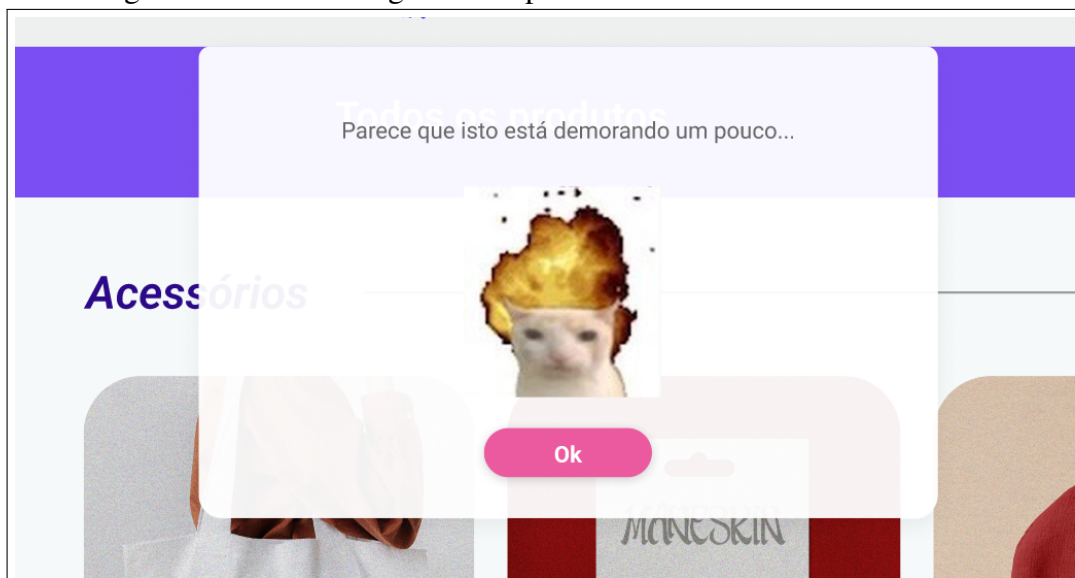 Todos os produtos
Parece que isto está demorando um pouco...
Acessórios
Ok
MANESKIN